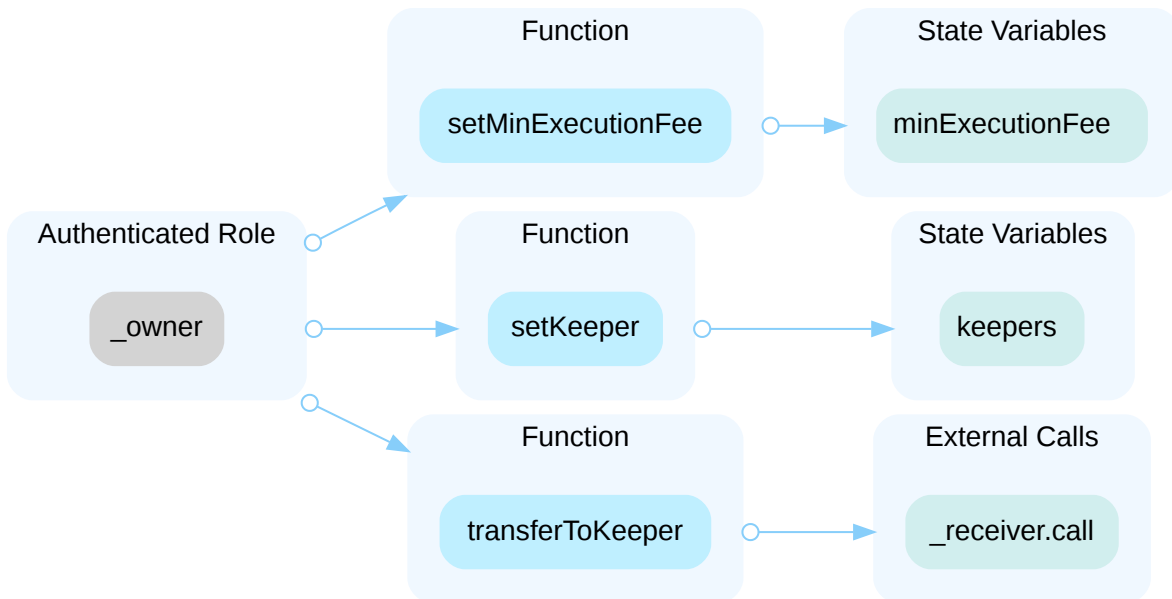 Function
setMinExecutionFee
State Variables
minExecutionFee
Authenticated Role
_owner
Function
setKeeper
State Variables
keepers
Function
transferToKeeper
External Calls
_receiver.call